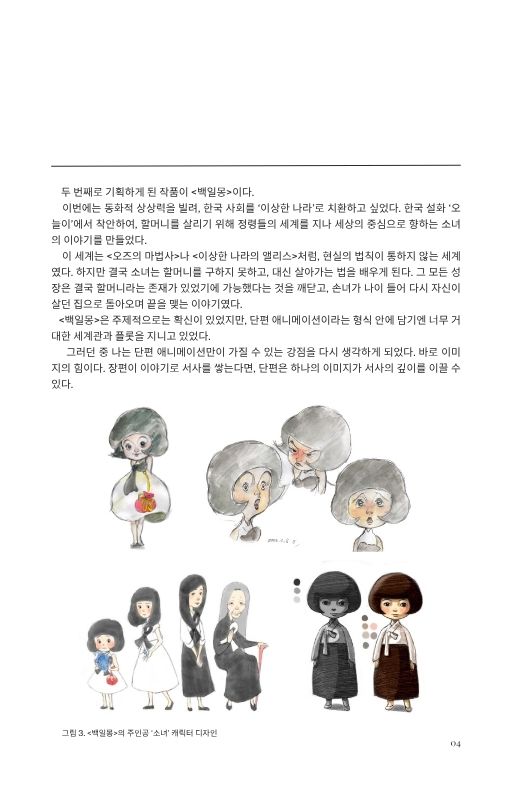 두 번째로 기획하게 된 작품이 <백일몽>이다.
이번에는 동화적 상상력을 빌려, 한국 사회를 ‘이상한 나라’로 치환하고 싶었다. 한국 설화 ‘오
늘이’에서 착안하여, 할머니를 살리기 위해 정령들의 세계를 지나 세상의 중심으로 향하는 소녀
의 이야기를 만들었다.
이 세계는 <오즈의 마법사>나 <이상한 나라의 앨리스>처럼, 현실의 법칙이 통하지 않는 세계
였다. 하지만 결국 소녀는 할머니를 구하지 못하고, 대신 살아가는 법을 배우게 된다. 그 모든 성
장은 결국 할머니라는 존재가 있었기에 가능했다는 것을 깨닫고, 손녀가 나이 들어 다시 자신이
살던 집으로 돌아오며 끝을 맺는 이야기였다.
<백일몽>은 주제적으로는 확신이 있었지만, 단편 애니메이션이라는 형식 안에 담기엔 너무 거
대한 세계관과 플롯을 지니고 있었다.
그러던 중 나는 단편 애니메이션만이 가질 수 있는 강점을 다시 생각하게 되었다. 바로 이미
지의 힘이다. 장편이 이야기로 서사를 쌓는다면, 단편은 하나의 이미지가 서사의 깊이를 이끌 수
있다.
그림 3. <백일몽>의 주인공 ‘소녀’ 캐릭터 디자인
04